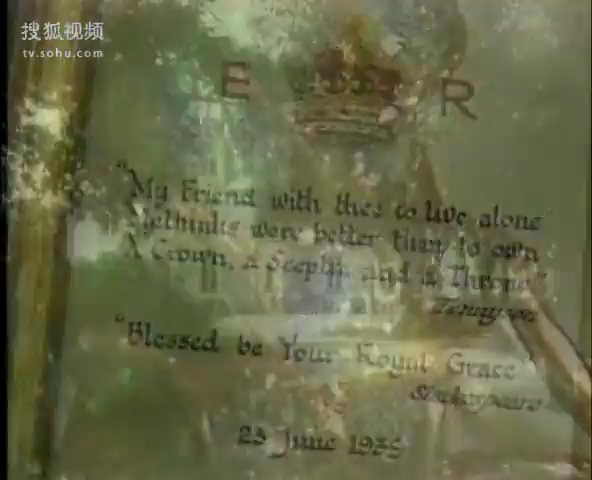 搜狐视频
tv.sohu.com
E R
"My Friend with thee to live alone
Methinks were better than to own
A Crown, a Sceptre and a Throne"
Tennyson
"Blessed be Your Royal Grace"
Shakespeare
23 June 1935